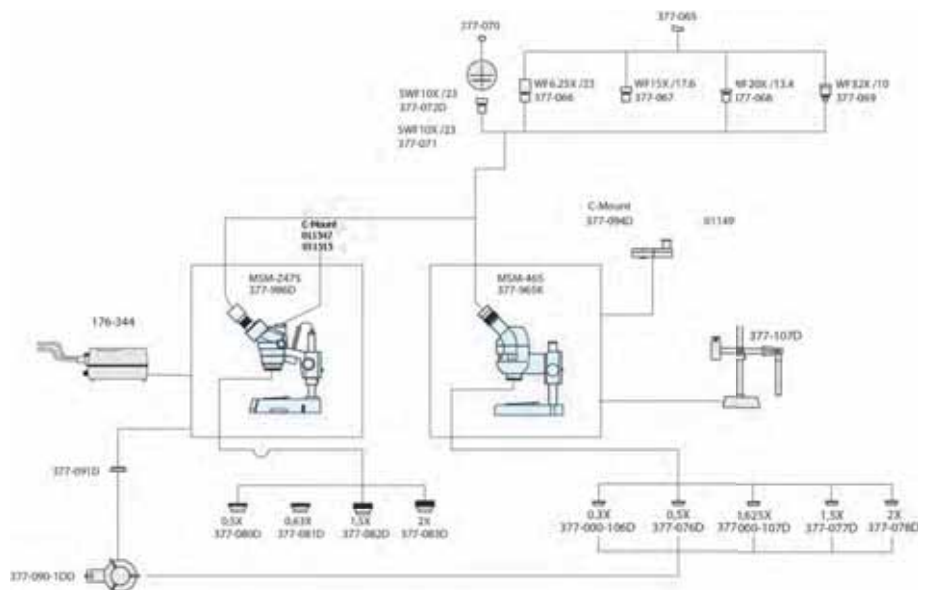 377-070
377-065
SWF10X /23
377-072D
SWF10X /23
377-071
WF6.25X /23
377-066
WF15X /17.6
377-067
WF20X /13.4
377-068
WF32X /10
377-069
C-Mount
377-094D
01149
C-Mount
011547
011515
MSM-247S
377-986D
MSM-465
377-965K
176-344
377-107D
377-091D
0,5X
377-080D
0,63X
377-081D
1,5X
377-082D
2X
377-083D
0.3X
377-000-106D
0,5X
377-076D
377-000-107D
1,5X
377-077D
2X
377-078D
377-090-1DD